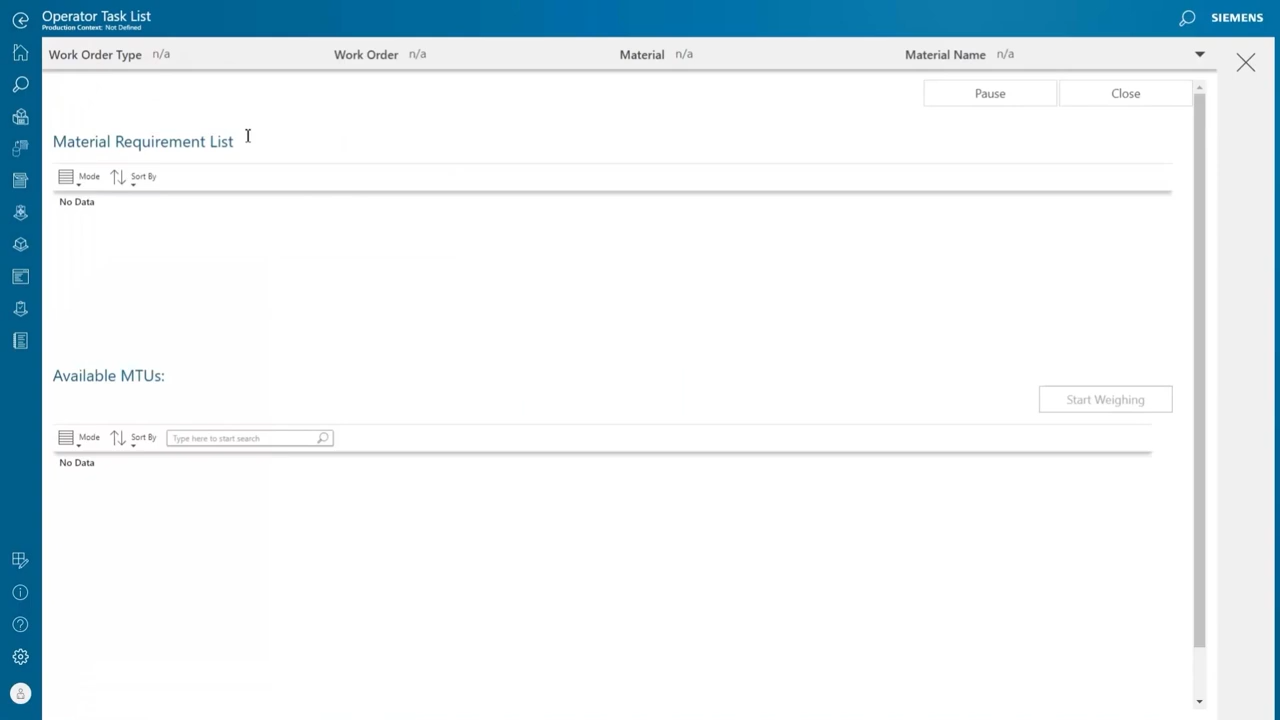 Operator Task List
Production Context: Not Defined
SIEMENS
Work Order Type n/a Work Order n/a Material n/a Material Name n/a
Pause Close
Material Requirement List
Mode Sort By
No Data
Available MTUs:
Start Weighing
Mode Sort By Type here to start search
No Data